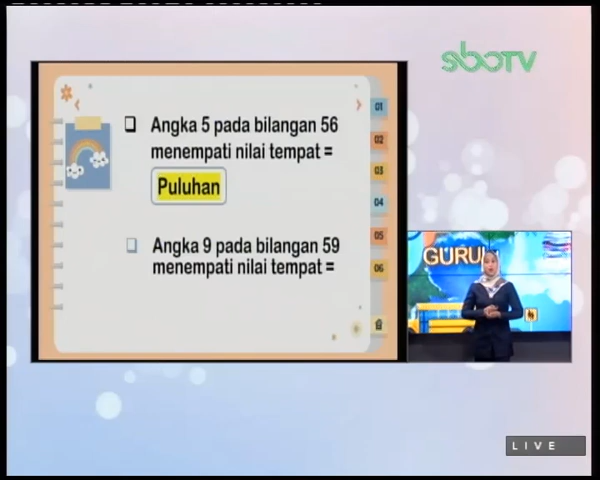 sboTV
Angka 5 pada bilangan 56
menempati nilai tempat =
Puluhan
Angka 9 pada bilangan 59
menempati nilai tempat =
01
02
03
04
05
06
GURU
LIVE